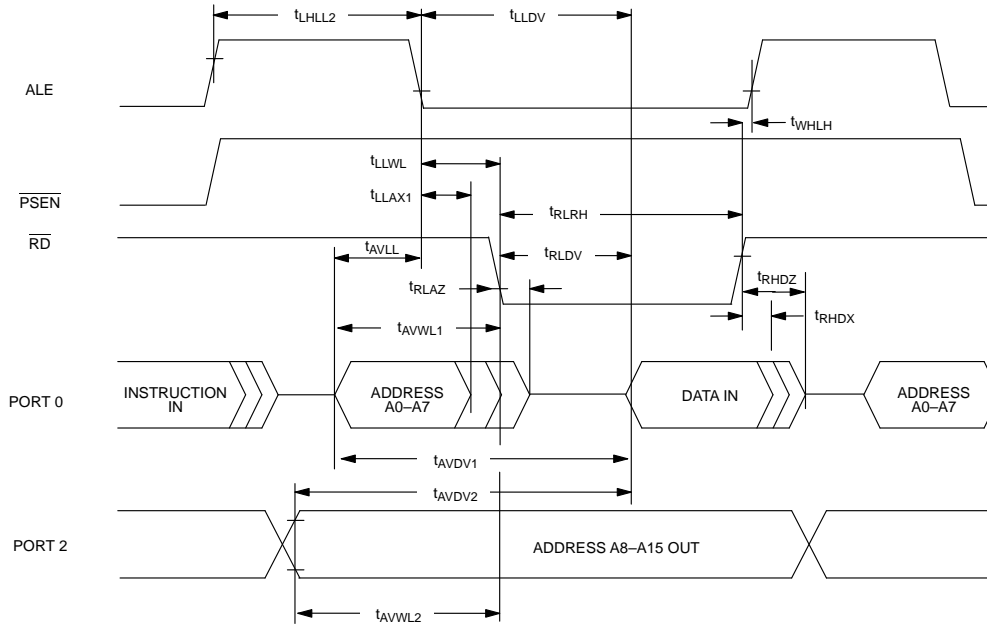 tLHLL2
tLLDV
ALE
tWHLH
tLLWL
PSEN
tLLAX1
tRLRH
RD
tAVLL
tRLDV
tRHDZ
tRLAZ
tRHDX
tAVWL1
PORT 0
INSTRUCTION
IN
ADDRESS
A0–A7
DATA IN
ADDRESS
A0–A7
tAVDV1
tAVDV2
PORT 2
ADDRESS A8–A15 OUT
tAVWL2